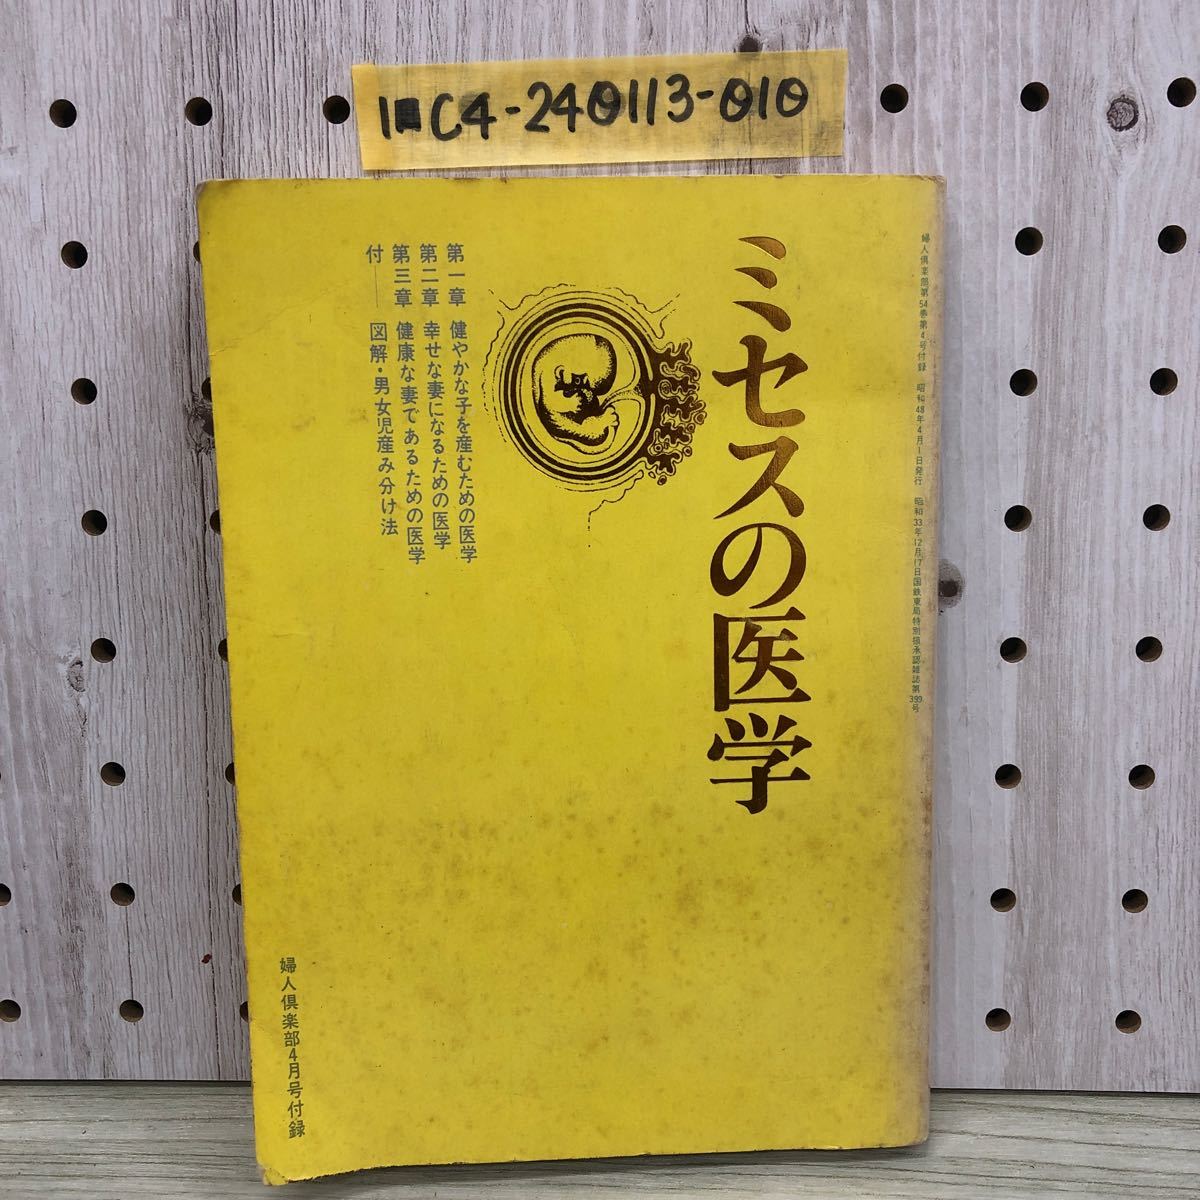 1■C4-240113-010
婦人倶楽部第54巻第4号付録 昭和48年4月1日発行 昭和33年12月17日国鉄東局特別扱承認雑誌第399号
ミセスの医学
第一章 健やかな子を産むための医学
第二章 幸せな妻になるための医学
第三章 健康な妻であるための医学
付――図解・男女児産み分け法
婦人倶楽部4月号付録